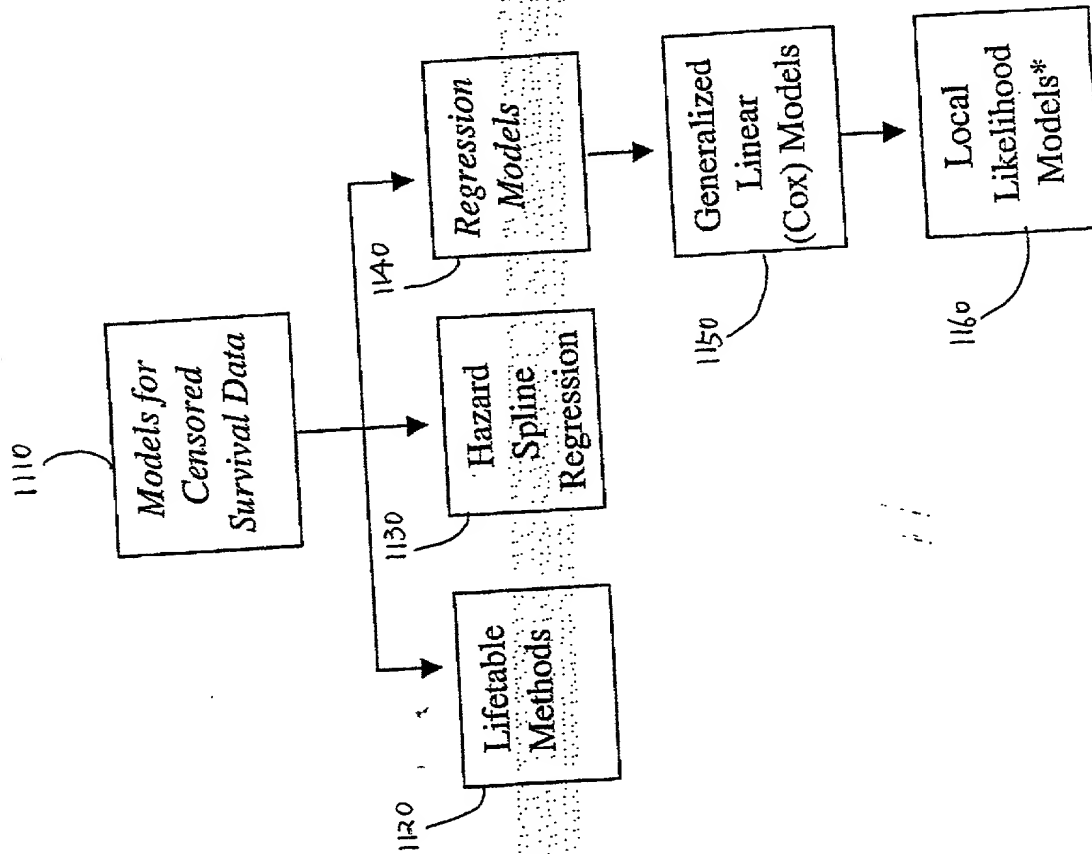 1110
Models for
Censored
Survival Data
1120
Lifetable
Methods
1130
Hazard
Spline
Regression
1140
Regression
Models
1150
Generalized
Linear
(Cox) Models
1160
Local
Likelihood
Models*